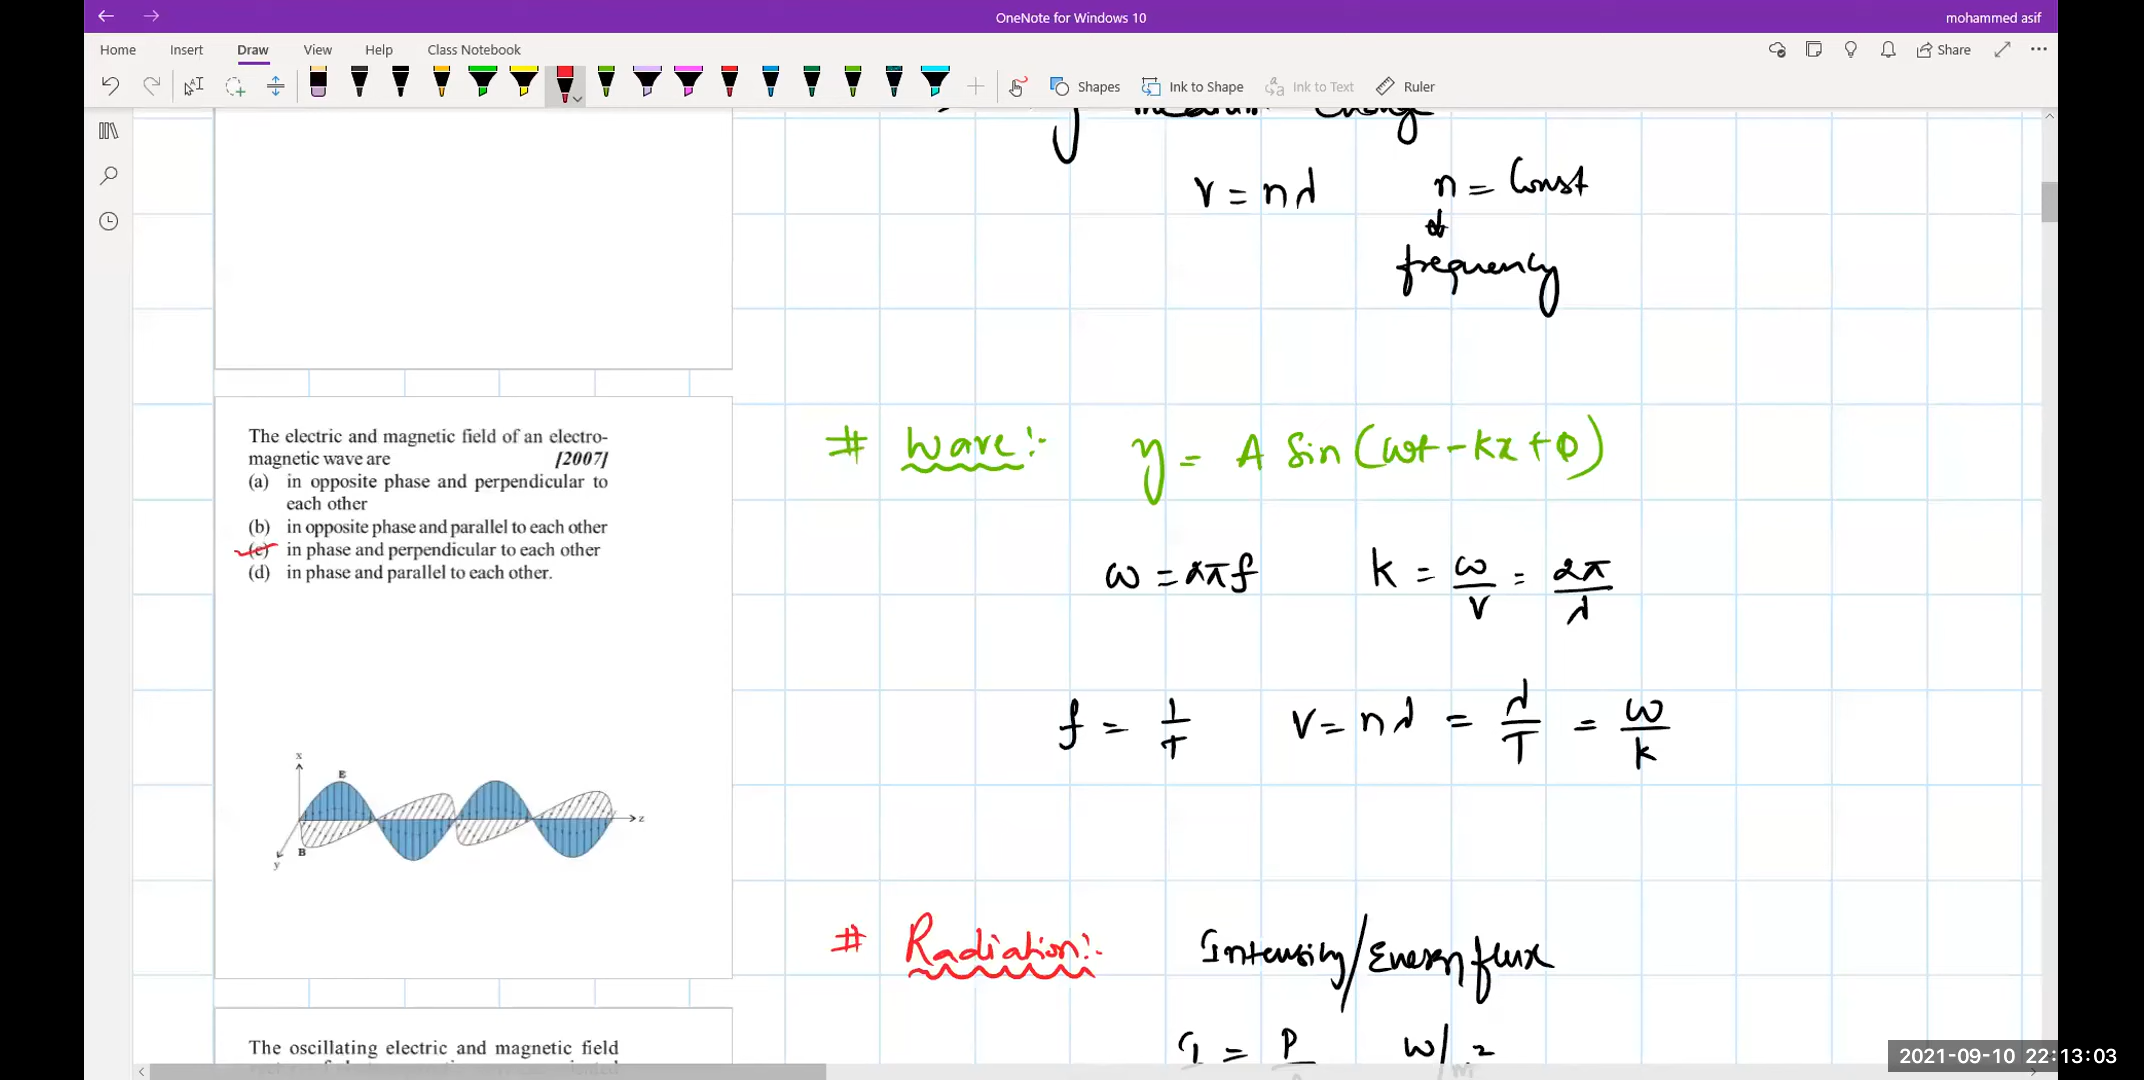 OneNote for Windows 10
mohammed asif
Home Insert Draw View Help Class Notebook
Share
Shapes Ink to Shape Ink to Text Ruler
v = nλ n = Const
frequency
The electric and magnetic field of an electro-
magnetic wave are [2007]
(a) in opposite phase and perpendicular to
each other
(b) in opposite phase and parallel to each other
(c) in phase and perpendicular to each other
(d) in phase and parallel to each other.
x
E
z
B
y
# Wave:- y = A sin(ωt - kx + φ)
ω = 2πf k = ω/v = 2π/λ
f = 1/T v = nλ = λ/T = ω/k
# Radiation:- Intensity/Energy flux
I = P W/m2
The oscillating electric and magnetic field
2021-09-10 22:13:03